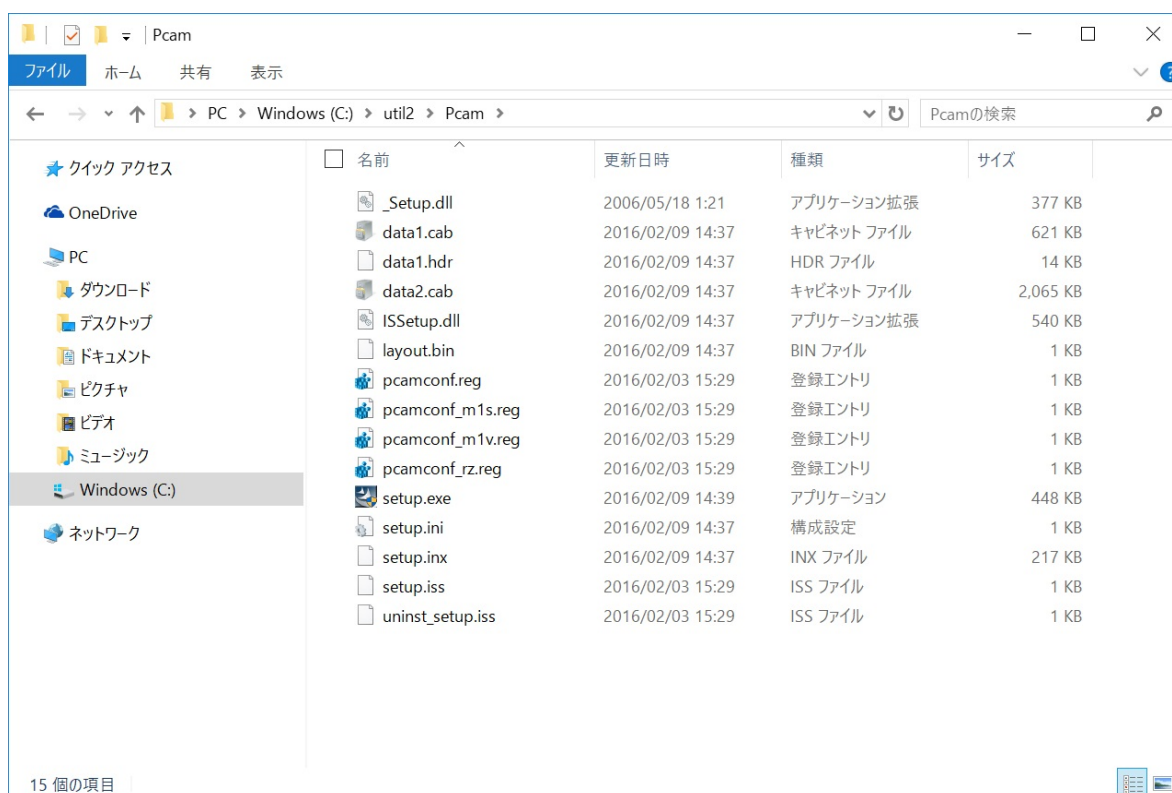 Pcam
ファイル ホーム 共有 表示
PC Windows (C:) util2 Pcam Pcamの検索
クイック アクセス
OneDrive
PC
ダウンロード
デスクトップ
ドキュメント
ピクチャ
ビデオ
ミュージック
Windows (C:)
ネットワーク
名前 更新日時 種類 サイズ
_Setup.dll 2006/05/18 1:21 アプリケーション拡張 377 KB
data1.cab 2016/02/09 14:37 キャビネット ファイル 621 KB
data1.hdr 2016/02/09 14:37 HDR ファイル 14 KB
data2.cab 2016/02/09 14:37 キャビネット ファイル 2,065 KB
ISSetup.dll 2016/02/09 14:37 アプリケーション拡張 540 KB
layout.bin 2016/02/09 14:37 BIN ファイル 1 KB
pcamconf.reg 2016/02/03 15:29 登録エントリ 1 KB
pcamconf_m1s.reg 2016/02/03 15:29 登録エントリ 1 KB
pcamconf_m1v.reg 2016/02/03 15:29 登録エントリ 1 KB
pcamconf_rz.reg 2016/02/03 15:29 登録エントリ 1 KB
setup.exe 2016/02/09 14:39 アプリケーション 448 KB
setup.ini 2016/02/09 14:37 構成設定 1 KB
setup.inx 2016/02/09 14:37 INX ファイル 217 KB
setup.iss 2016/02/03 15:29 ISS ファイル 1 KB
uninst_setup.iss 2016/02/03 15:29 ISS ファイル 1 KB
15 個の項目